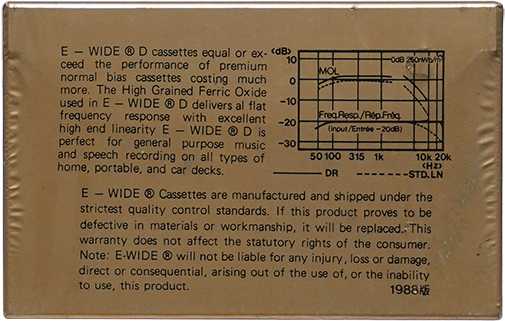 E – WIDE ® D cassettes equal or ex-
ceed the performance of premium
normal bias cassettes costing much
more. The High Grained Ferric Oxide
used in E – WIDE ® D delivers al flat
frequency response with excellent
high end linearity E – WIDE ® D is
perfect for general purpose music
and speech recording on all types of
home, portable, and car decks.
(dB)
10
0
-10
-20
-30
0dB 250nWb/m
MOL
Freq.Resp./Rép.Fréq.
(Input/Entrée – 20dB)
50 100 315 1k 10k 20k
(Hz)
DR STD.LN
E – WIDE ® Cassettes are manufactured and shipped under the
strictest quality control standards. If this product proves to be
defective in materials or workmanship, it will be replaced. This
warranty does not affect the statutory rights of the consumer.
Note: E-WIDE ® will not be liable for any injury, loss or damage,
direct or consequential, arising out of the use of, or the inability
to use, this product.
1988版